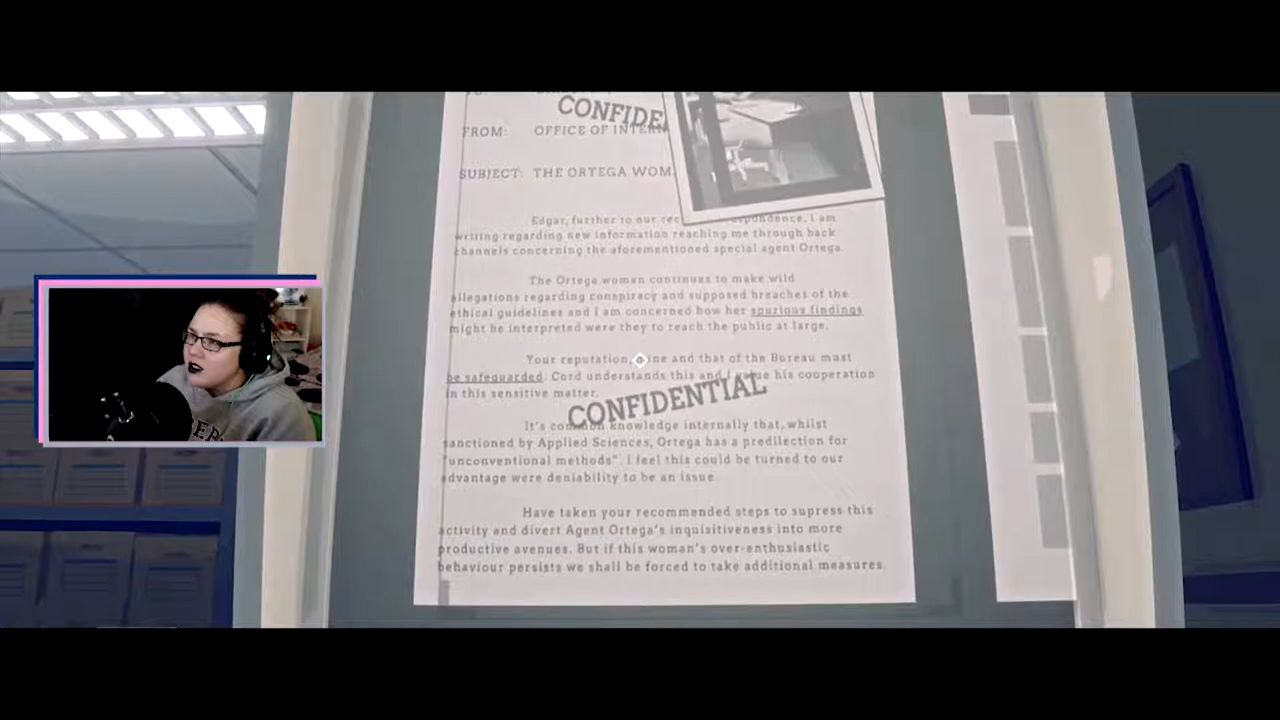 CONFIDE
FROM: OFFICE OF INTERN
SUBJECT: THE ORTEGA WOM
Edgar, further to our rec spondence, I am
writing regarding new information reaching me through back
channels concerning the aforementioned special agent Ortega.
The Ortega woman continues to make wild
allegations regarding conspiracy and supposed breaches of the
ethical guidelines and I am concerned how her spurious findings
might be interpreted were they to reach the public at large.
Your reputation, ne and that of the Bureau must
be safeguarded. Cord understands this and I value his cooperation
in this sensitive matter.
CONFIDENTIAL
It's common knowledge internally that, whilst
sanctioned by Applied Sciences, Ortega has a predilection for
"unconventional methods". I feel this could be turned to our
advantage were deniability to be an issue.
Have taken your recommended steps to supress this
activity and divert Agent Ortega's inquisitiveness into more
productive avenues. But if this woman's over-enthusiastic
behaviour persists we shall be forced to take additional measures.